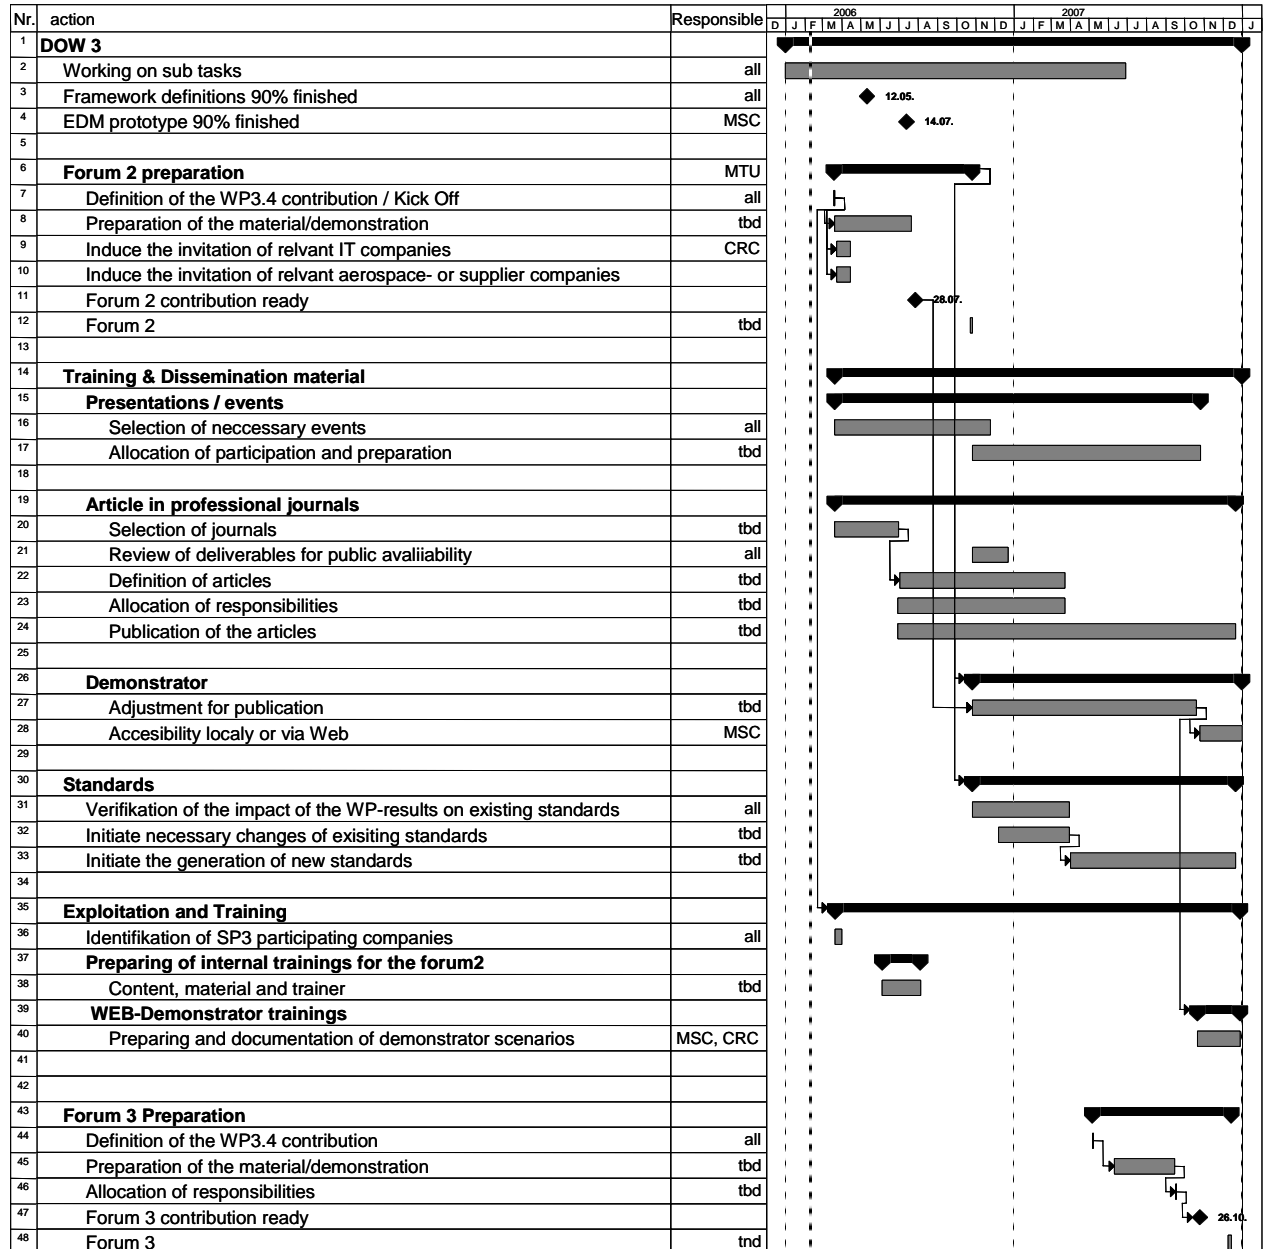 Nr. action Responsible 2006 2007
D J F M A M J J A S O N D J F M A M J J A S O N D J
1 DOW 3
2 Working on sub tasks all
3 Framework definitions 90% finished all 12.05.
4 EDM prototype 90% finished MSC 14.07.
5
6 Forum 2 preparation MTU
7 Definition of the WP3.4 contribution / Kick Off all
8 Preparation of the material/demonstration tbd
9 Induce the invitation of relvant IT companies CRC
10 Induce the invitation of relvant aerospace- or supplier companies
11 Forum 2 contribution ready 28.07.
12 Forum 2 tbd
13
14 Training & Dissemination material
15 Presentations / events
16 Selection of neccessary events all
17 Allocation of participation and preparation tbd
18
19 Article in professional journals
20 Selection of journals tbd
21 Review of deliverables for public avaliiability all
22 Definition of articles tbd
23 Allocation of responsibilities tbd
24 Publication of the articles tbd
25
26 Demonstrator
27 Adjustment for publication tbd
28 Accesibility localy or via Web MSC
29
30 Standards
31 Verifikation of the impact of the WP-results on existing standards all
32 Initiate necessary changes of exisiting standards tbd
33 Initiate the generation of new standards tbd
34
35 Exploitation and Training
36 Identifikation of SP3 participating companies all
37 Preparing of internal trainings for the forum2
38 Content, material and trainer tbd
39 WEB-Demonstrator trainings
40 Preparing and documentation of demonstrator scenarios MSC, CRC
41
42
43 Forum 3 Preparation
44 Definition of the WP3.4 contribution all
45 Preparation of the material/demonstration tbd
46 Allocation of responsibilities tbd
47 Forum 3 contribution ready 26.10.
48 Forum 3 tnd